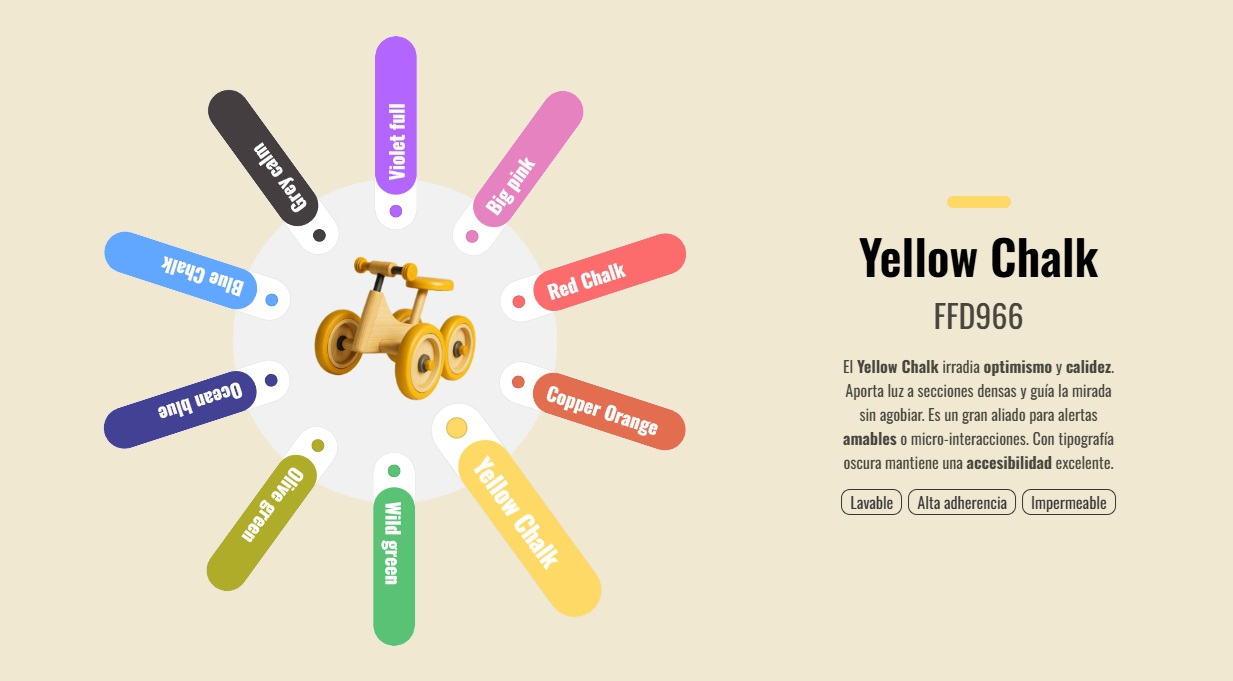 Violet full
Big pink
Red Chalk
Copper Orange
Yellow Chalk
Wild green
Olive green
Ocean blue
Blue Chalk
Grey calm
Yellow Chalk
FFD966
El Yellow Chalk irradia optimismo y calidez.
Aporta luz a secciones densas y guía la mirada
sin agobiar. Es un gran aliado para alertas
amables o micro-interacciones. Con tipografía
oscura mantiene una accesibilidad excelente.
Lavable Alta adherencia Impermeable